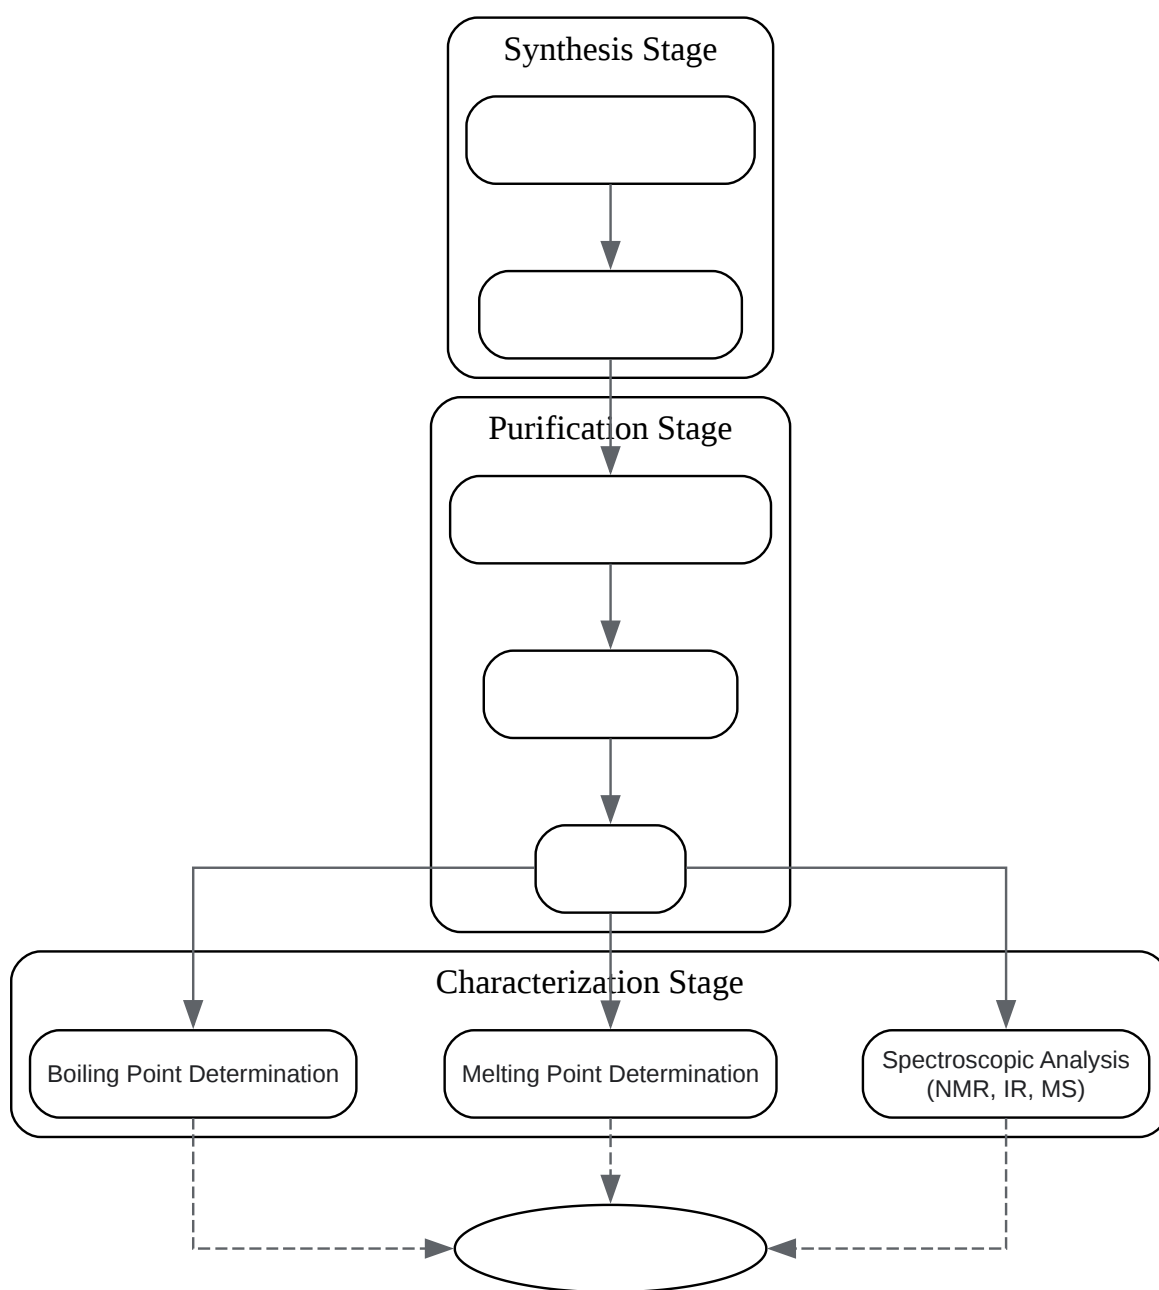 Synthesis Stage
Purification Stage
Characterization Stage
Boiling Point Determination
Melting Point Determination
Spectroscopic Analysis
(NMR, IR, MS)